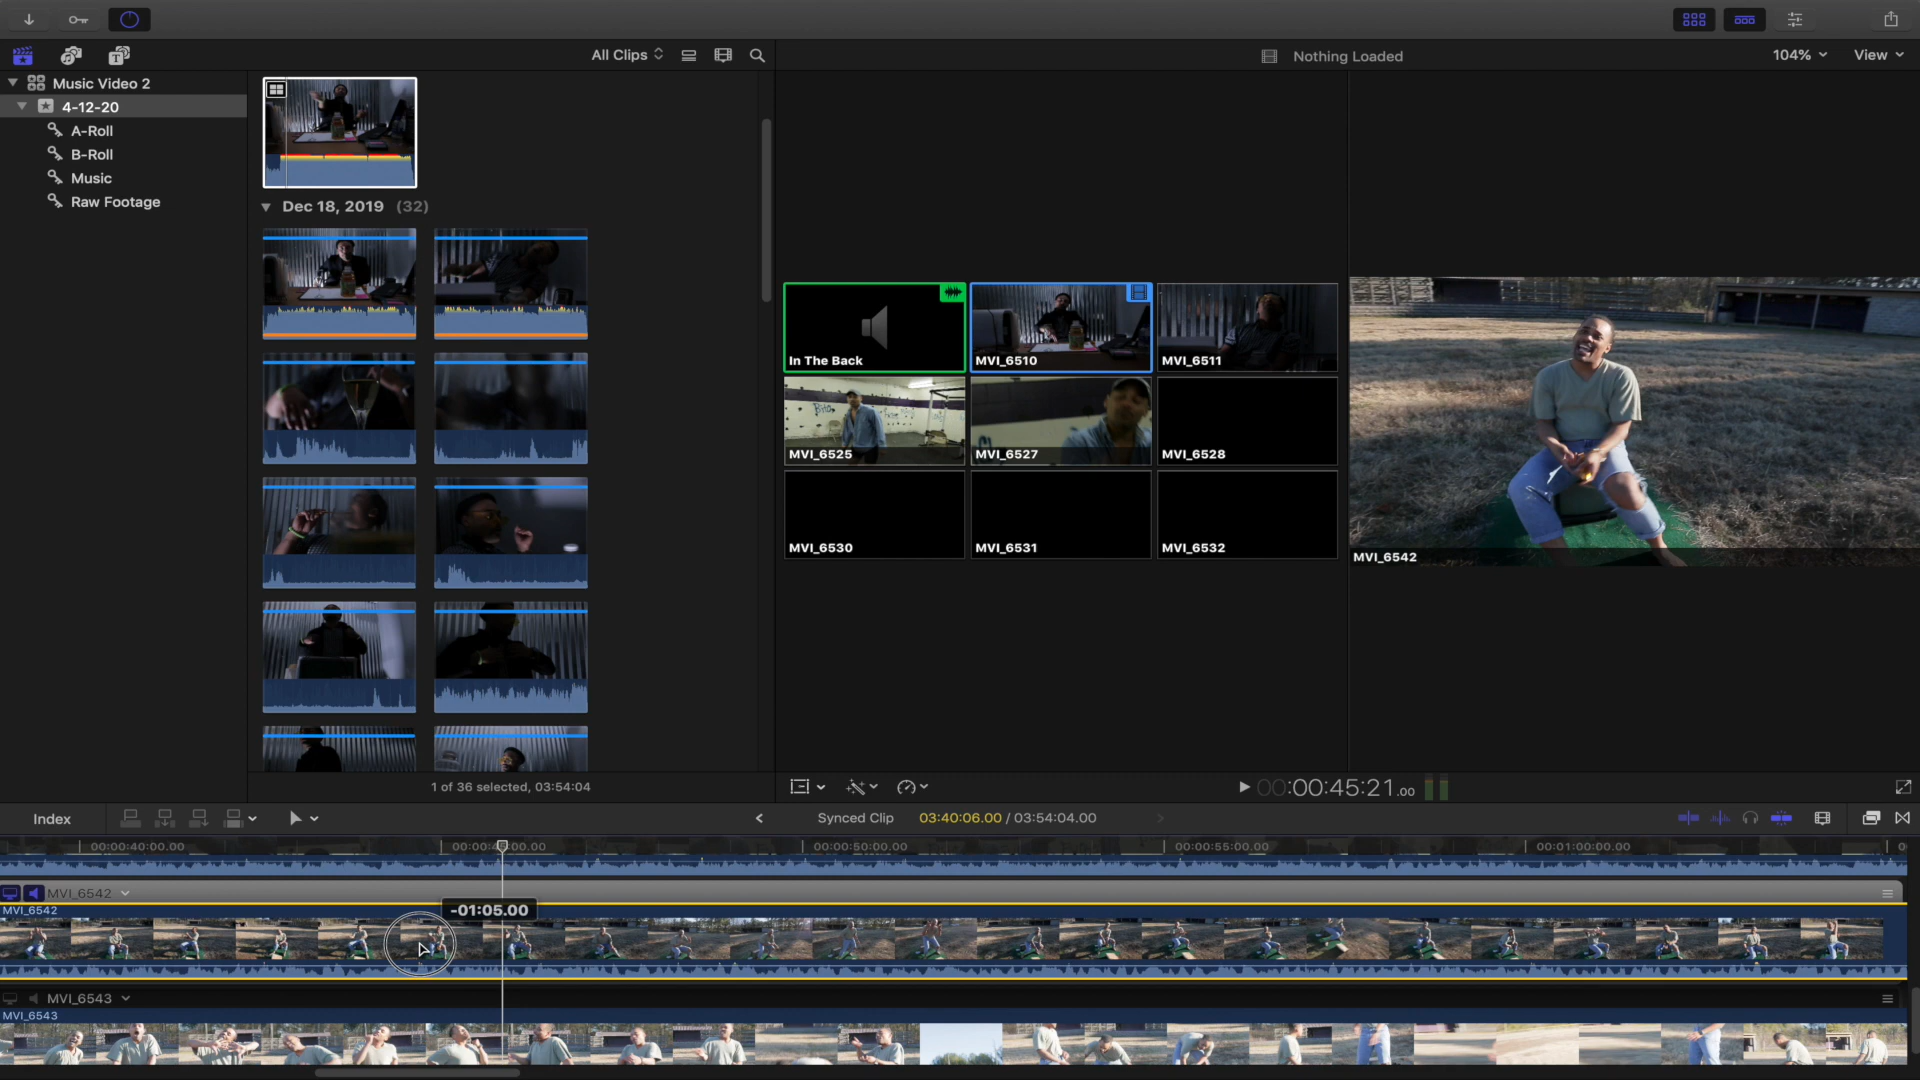 All Clips
Nothing Loaded
104%
View
Music Video 2
4-12-20
A-Roll
B-Roll
Music
Raw Footage
Dec 18, 2019 (32)
In The Back
MVI_6510
MVI_6511
MVI_6525
MVI_6527
MVI_6528
MVI_6530
MVI_6531
MVI_6532
MVI_6542
1 of 36 selected, 03:54:04
00:00:45:21.00
Index
Synced Clip
03:40:06.00 / 03:54:04.00
00:00:40:00.00
00:00:50:00.00
00:00:55:00.00
00:01:00:00.00
MVI_6542
MVI_6542
-01:05.00
MVI_6543
MVI_6543